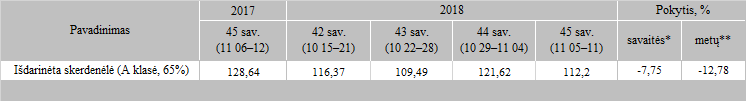 Pavadinimas 2017 2018 Pokytis, %
45 sav. (11 06–12) 42 sav. (10 15–21) 43 sav. (10 22–28) 44 sav. (10 29–11 04) 45 sav. (11 05–11) savaitės* metų**
Išdarinėta skerdenėlė (A klasė, 65%) 128,64 116,37 109,49 121,62 112,2 -7,75 -12,78